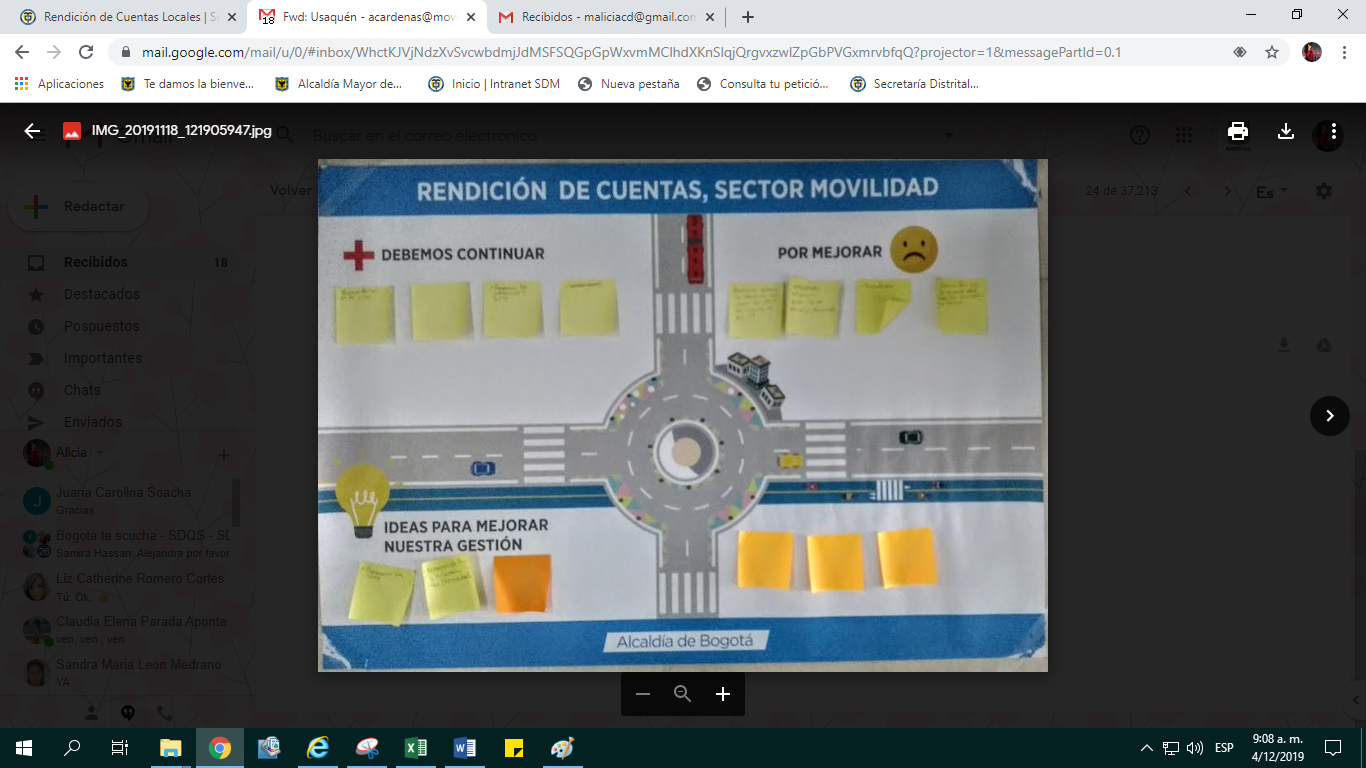 Rendición de Cuentas Locales | S
18
Fwd: Usaquén - acardenas@mov
Recibidos - maliciacd@gmail.com
mail.google.com/mail/u/0/#inbox/WhctKJVjNdzXvSvcwbdmjJdMSFSQGpGpWxvmMClhdXKnSlqjQrgvxzwlZpGbPVGxmrvbfqQ?projector=1&messagePartId=0.1
Aplicaciones
Te damos la bienve...
Alcaldía Mayor de...
Inicio | Intranet SDM
Nueva pestaña
Consulta tu petició...
Secretaría Distrital...
IMG_20191118_121905947.jpg
Buscar en el correo electrónico
Redactar
Volver
24 de 37,213
Es
Recibidos 18
Destacados
Pospuestos
Importantes
Chats
Enviados
Alicia
Juana Carolina Soacha
Gracias
Bogota te scucha - SDQS - SD
Samira Hassan: Alejandra por favor
Liz Catherine Romero Cortes
Tú: Ok.
Claudia Elena Parada Aponte
ven, ven , ven
Sandra Maria Leon Medrano
YA
RENDICIÓN DE CUENTAS, SECTOR MOVILIDAD
DEBEMOS CONTINUAR
POR MEJORAR
IDEAS PARA MEJORAR
NUESTRA GESTIÓN
Alcaldía de Bogotá
ESP
9:08 a. m.
4/12/2019